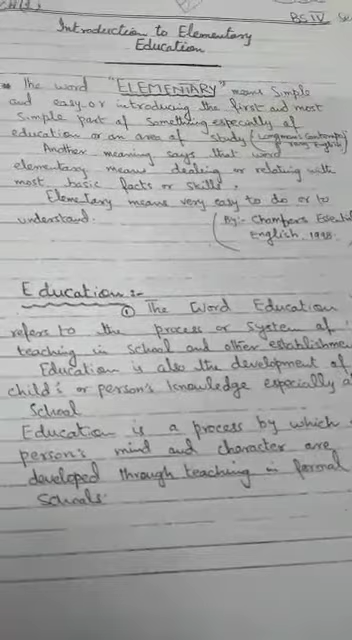 BS IV
Introduction to Elementary
Education
The word "ELEMENTARY" means Simple
and easy, or introducing the first and most
Simple part of something especially of
education or an area of study (Longman's Contemp
Another meaning says that word
elementary means dealing or relating with
most basic facts or skills.
Elementary means very easy to do or to
understand.
By:- Champers Essential
English, 1998.
Education:-
① The Word Education
refers to the process or system of
teaching in school and other establishme
Education is also the development of
child's or person's knowledge especially a
School
Education is a process by which
person's mind and character are
developed through teaching in formal
Schools.